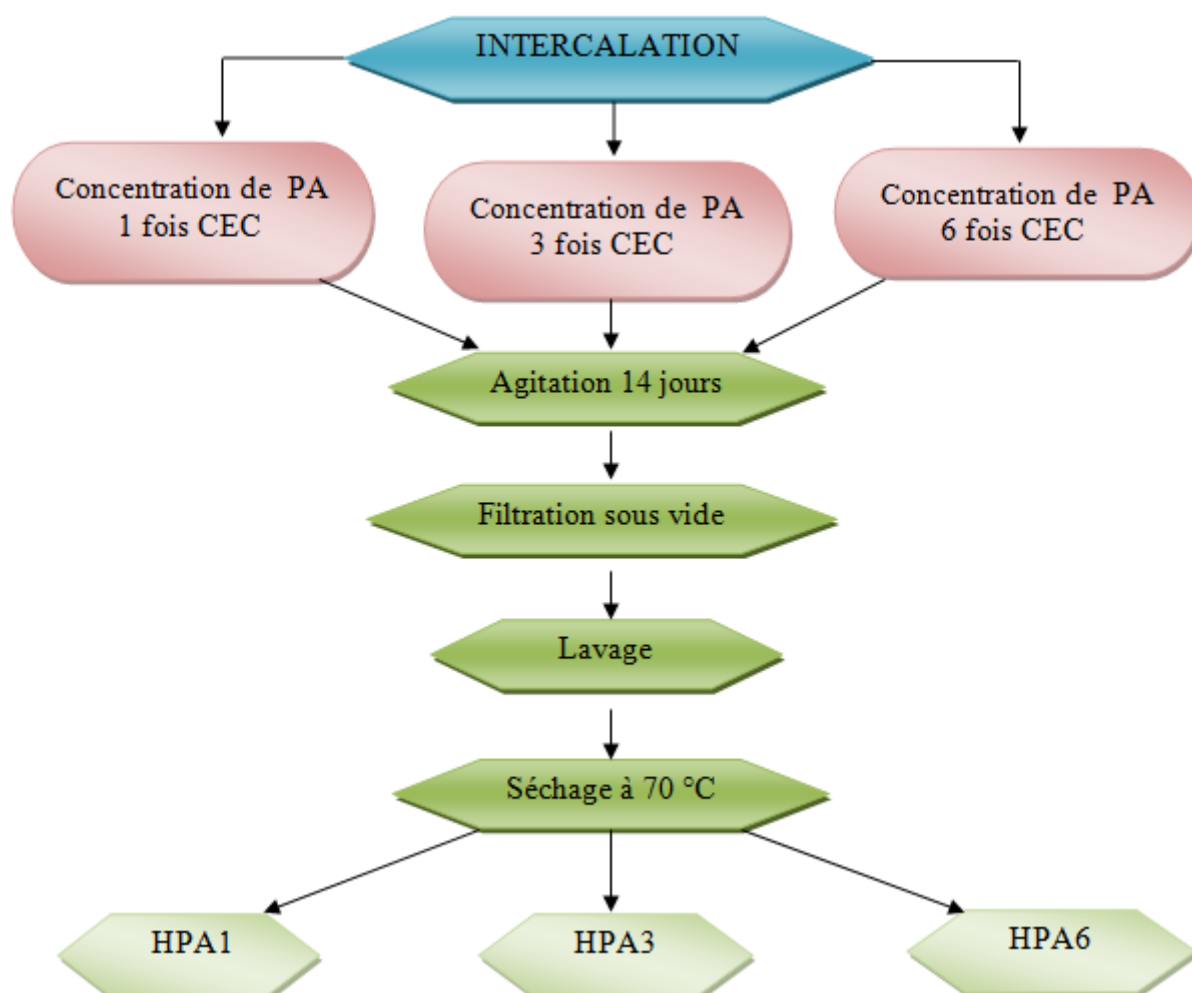 INTERCALATION
Concentration de PA
1 fois CEC
Concentration de PA
3 fois CEC
Concentration de PA
6 fois CEC
Agitation 14 jours
Filtration sous vide
Lavage
Séchage à 70 °C
HPA1
HPA3
HPA6